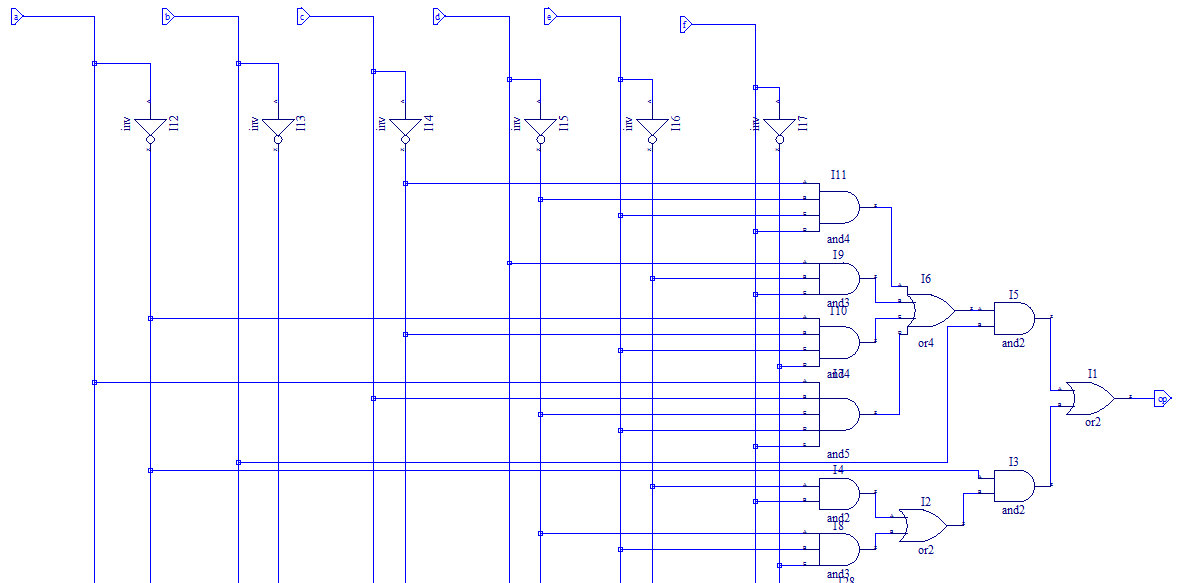 a
b
c
d
e
f
inv
I12
inv
I13
inv
I14
inv
I15
inv
I16
inv
I17
I11
and4
I9
and3
I10
and4
I6
or4
I5
and2
I1
or2
op
and5
I4
and2
I3
and2
I2
or2
I8
and3